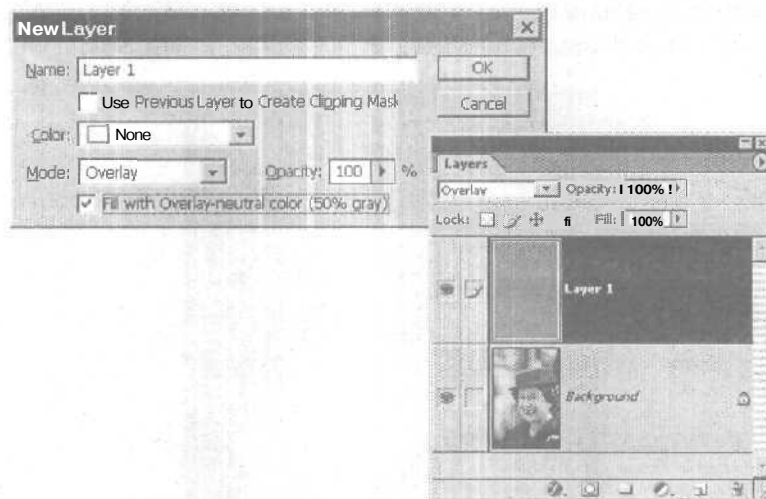 New Layer
Name: Layer 1
OK
Use Previous Layer to Create Clipping Mask
Cancel
Color: None
Mode: Overlay
Opacity: 100 %
Fill with Overlay-neutral color (50% gray)
Layers
Overlay
Opacity: I 100% !
Lock: fi Fill: 100%
Layer 1
Background